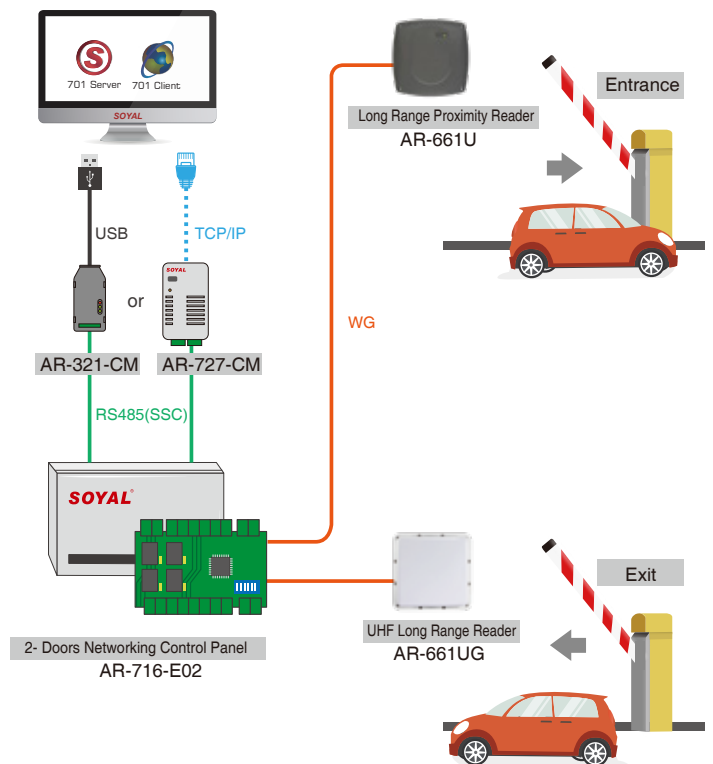 S
701 Server
701 Client
SOYAL
Long Range Proximity Reader
AR-661U
Entrance
USB
TCP/IP
SOYAL
or
WG
AR-321-CM
AR-727-CM
RS485(SSC)
SOYAL®
Exit
UHF Long Range Reader
AR-661UG
2- Doors Networking Control Panel
AR-716-E02